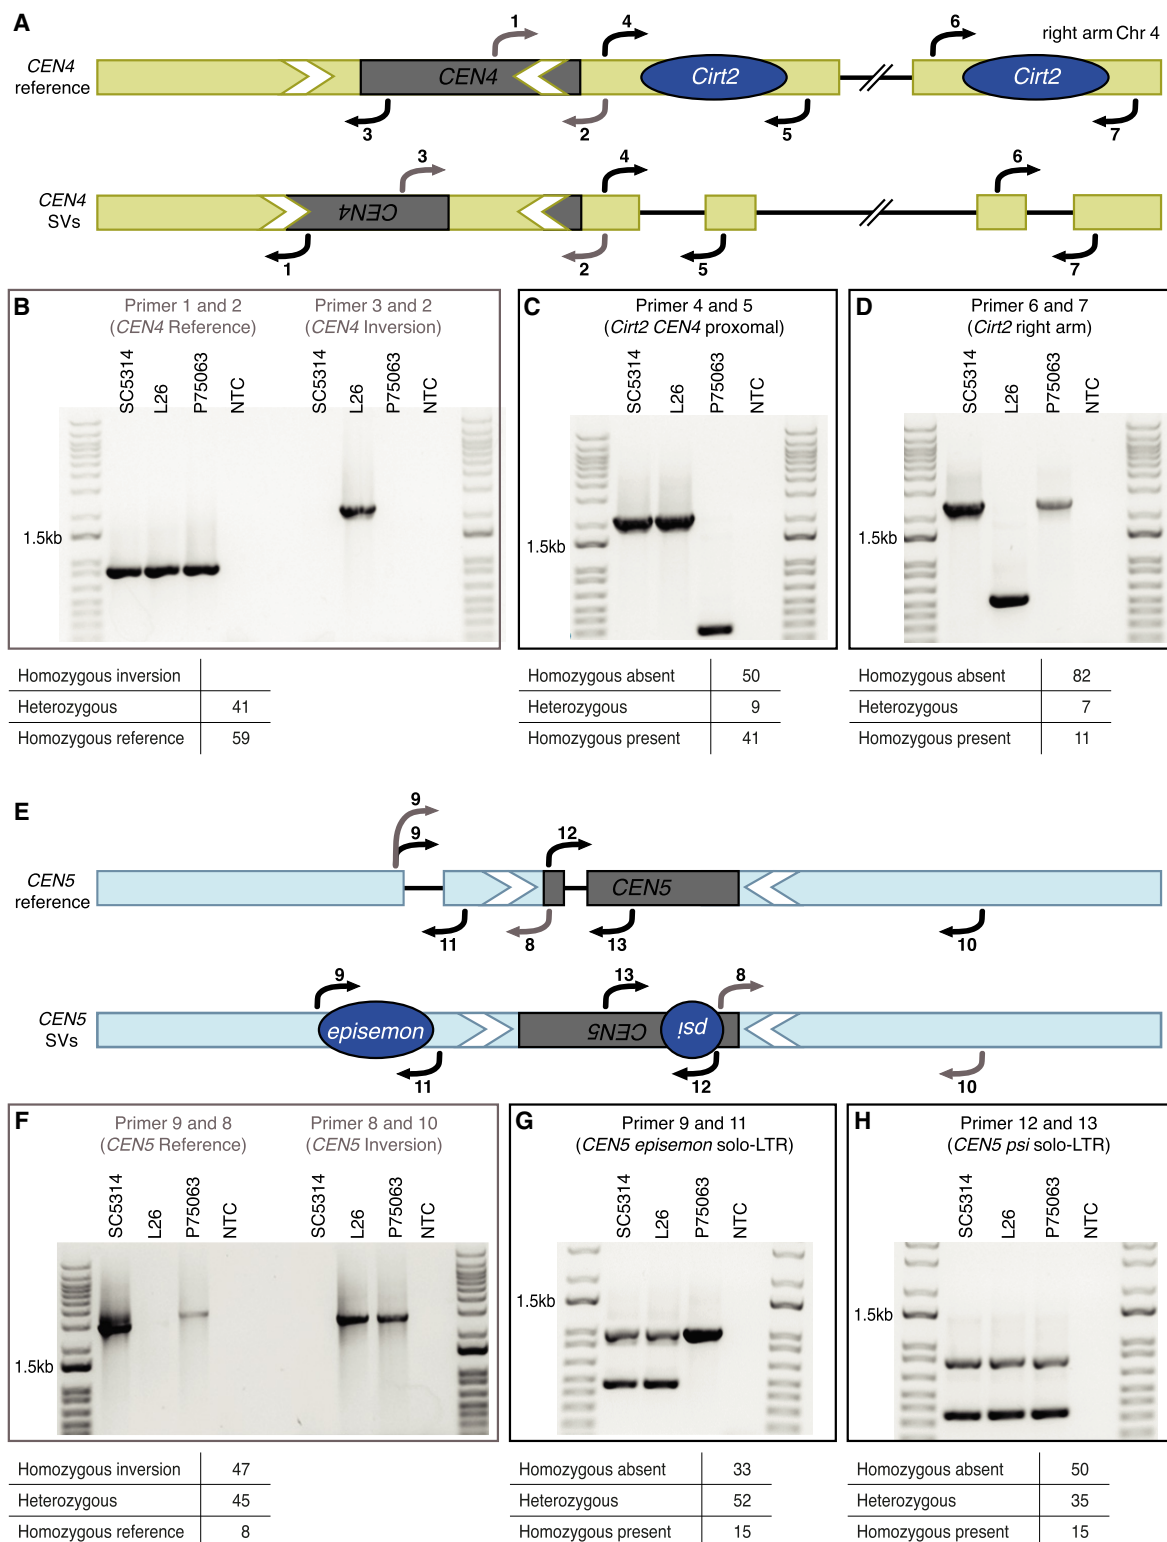 A
1
4
6
right arm Chr 4
CEN4
reference
CEN4
Cirt2
Cirt2
3
2
5
7
3
4
6
CEN4
SVs
CEN4
1
2
5
7
B
Primer 1 and 2
(CEN4 Reference)
Primer 3 and 2
(CEN4 Inversion)
SC5314
L26
P75063
NTC
SC5314
L26
P75063
NTC
1.5kb
Homozygous inversion
Heterozygous 41
Homozygous reference 59
C
Primer 4 and 5
(Cirt2 CEN4 proxomal)
SC5314
L26
P75063
NTC
1.5kb
Homozygous absent 50
Heterozygous 9
Homozygous present 41
D
Primer 6 and 7
(Cirt2 right arm)
SC5314
L26
P75063
NTC
1.5kb
Homozygous absent 82
Heterozygous 7
Homozygous present 11
E
9
9
12
CEN5
reference
CEN5
11
8
13
10
9
13
8
CEN5
SVs
episemon
CEN5
psi
11
12
10
F
Primer 9 and 8
(CEN5 Reference)
Primer 8 and 10
(CEN5 Inversion)
SC5314
L26
P75063
NTC
SC5314
L26
P75063
NTC
1.5kb
Homozygous inversion 47
Heterozygous 45
Homozygous reference 8
G
Primer 9 and 11
(CEN5 episemon solo-LTR)
SC5314
L26
P75063
NTC
1.5kb
Homozygous absent 33
Heterozygous 52
Homozygous present 15
H
Primer 12 and 13
(CEN5 psi solo-LTR)
SC5314
L26
P75063
NTC
1.5kb
Homozygous absent 50
Heterozygous 35
Homozygous present 15